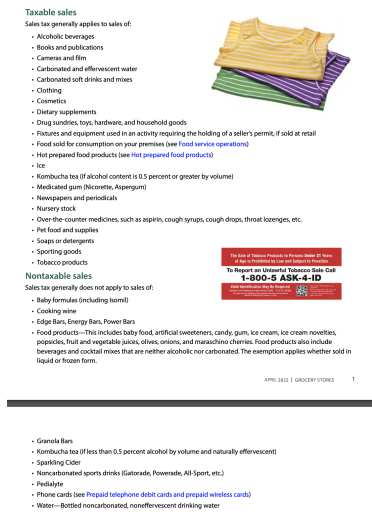 Taxable sales
Sales tax generally applies to sales of:
• Alcoholic beverages
• Books and publications
• Cameras and film
• Carbonated and effervescent water
• Carbonated soft drinks and mixes
• Clothing
• Cosmetics
• Dietary supplements
• Drug sundries, toys, hardware, and household goods
• Fixtures and equipment used in an activity requiring the holding of a seller's permit, if sold at retail
• Food sold for consumption on your premises (see Food service operations)
• Hot prepared food products (see Hot prepared food products)
• Ice
• Kombucha tea (if alcohol content is 0.5 percent or greater by volume)
• Medicated gum (Nicorette, Aspergum)
• Newspapers and periodicals
• Nursery stock
• Over-the-counter medicines, such as aspirin, cough syrups, cough drops, throat lozenges, etc.
• Pet food and supplies
• Soaps or detergents
• Sporting goods
• Tobacco products
The Sale of Tobacco Products to Persons Under 21 Years
of Age is Prohibited by Law and Subject to Penalties
To Report an Unlawful Tobacco Sale Call
1-800-5 ASK-4-ID
Valid Identification May Be Required
Nontaxable sales
Sales tax generally does not apply to sales of:
• Baby formulas (including Isomil)
• Cooking wine
• Edge Bars, Energy Bars, Power Bars
• Food products—This includes baby food, artificial sweeteners, candy, gum, ice cream, ice cream novelties,
popsicles, fruit and vegetable juices, olives, onions, and maraschino cherries. Food products also include
beverages and cocktail mixes that are neither alcoholic nor carbonated. The exemption applies whether sold in
liquid or frozen form.
APRIL 2022 | GROCERY STORES 1
• Granola Bars
• Kombucha tea (if less than 0.5 percent alcohol by volume and naturally effervescent)
• Sparkling Cider
• Noncarbonated sports drinks (Gatorade, Powerade, All-Sport, etc.)
• Pedialyte
• Phone cards (see Prepaid telephone debit cards and prepaid wireless cards)
• Water—Bottled noncarbonated, noneffervescent drinking water